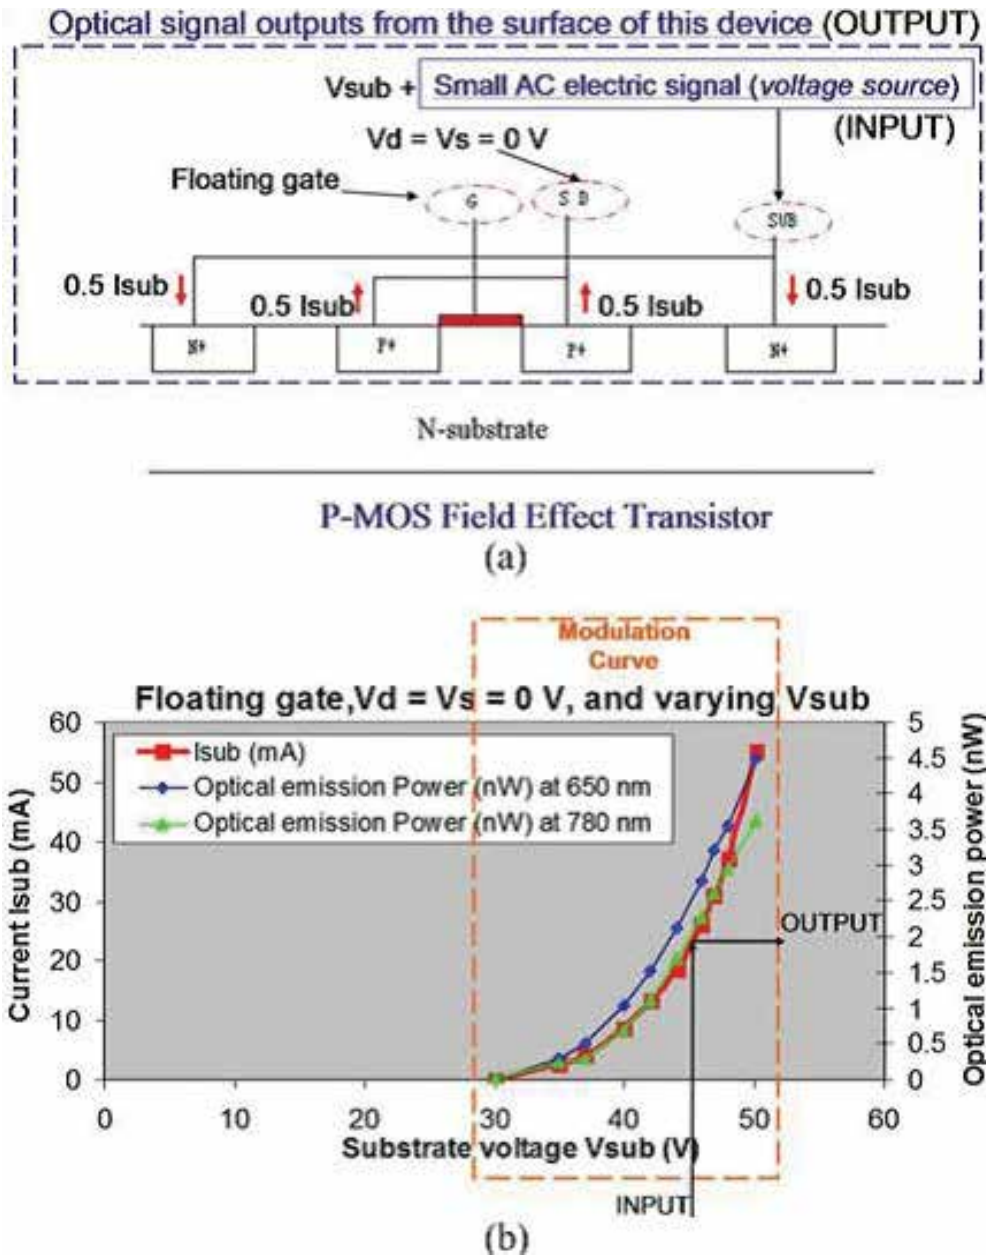 Optical signal outputs from the surface of this device (OUTPUT)
Vsub + Small AC electric signal (voltage source)
(INPUT)
Vd = Vs = 0 V
Floating gate
G
S D
SUB
0.5 Isub
0.5 Isub
0.5 Isub
0.5 Isub
N+
P+
P+
N+
N-substrate
P-MOS Field Effect Transistor
(a)
Modulation
Curve
Floating gate,Vd = Vs = 0 V, and varying Vsub
Isub (mA)
Optical emission Power (nW) at 650 nm
Optical emission Power (nW) at 780 nm
Current Isub (mA)
60
50
40
30
20
10
0
Optical emission power (nW)
5
4.5
4
3.5
3
2.5
2
1.5
1
0.5
0
OUTPUT
0
10
20
30
40
50
60
Substrate voltage Vsub (V)
INPUT
(b)